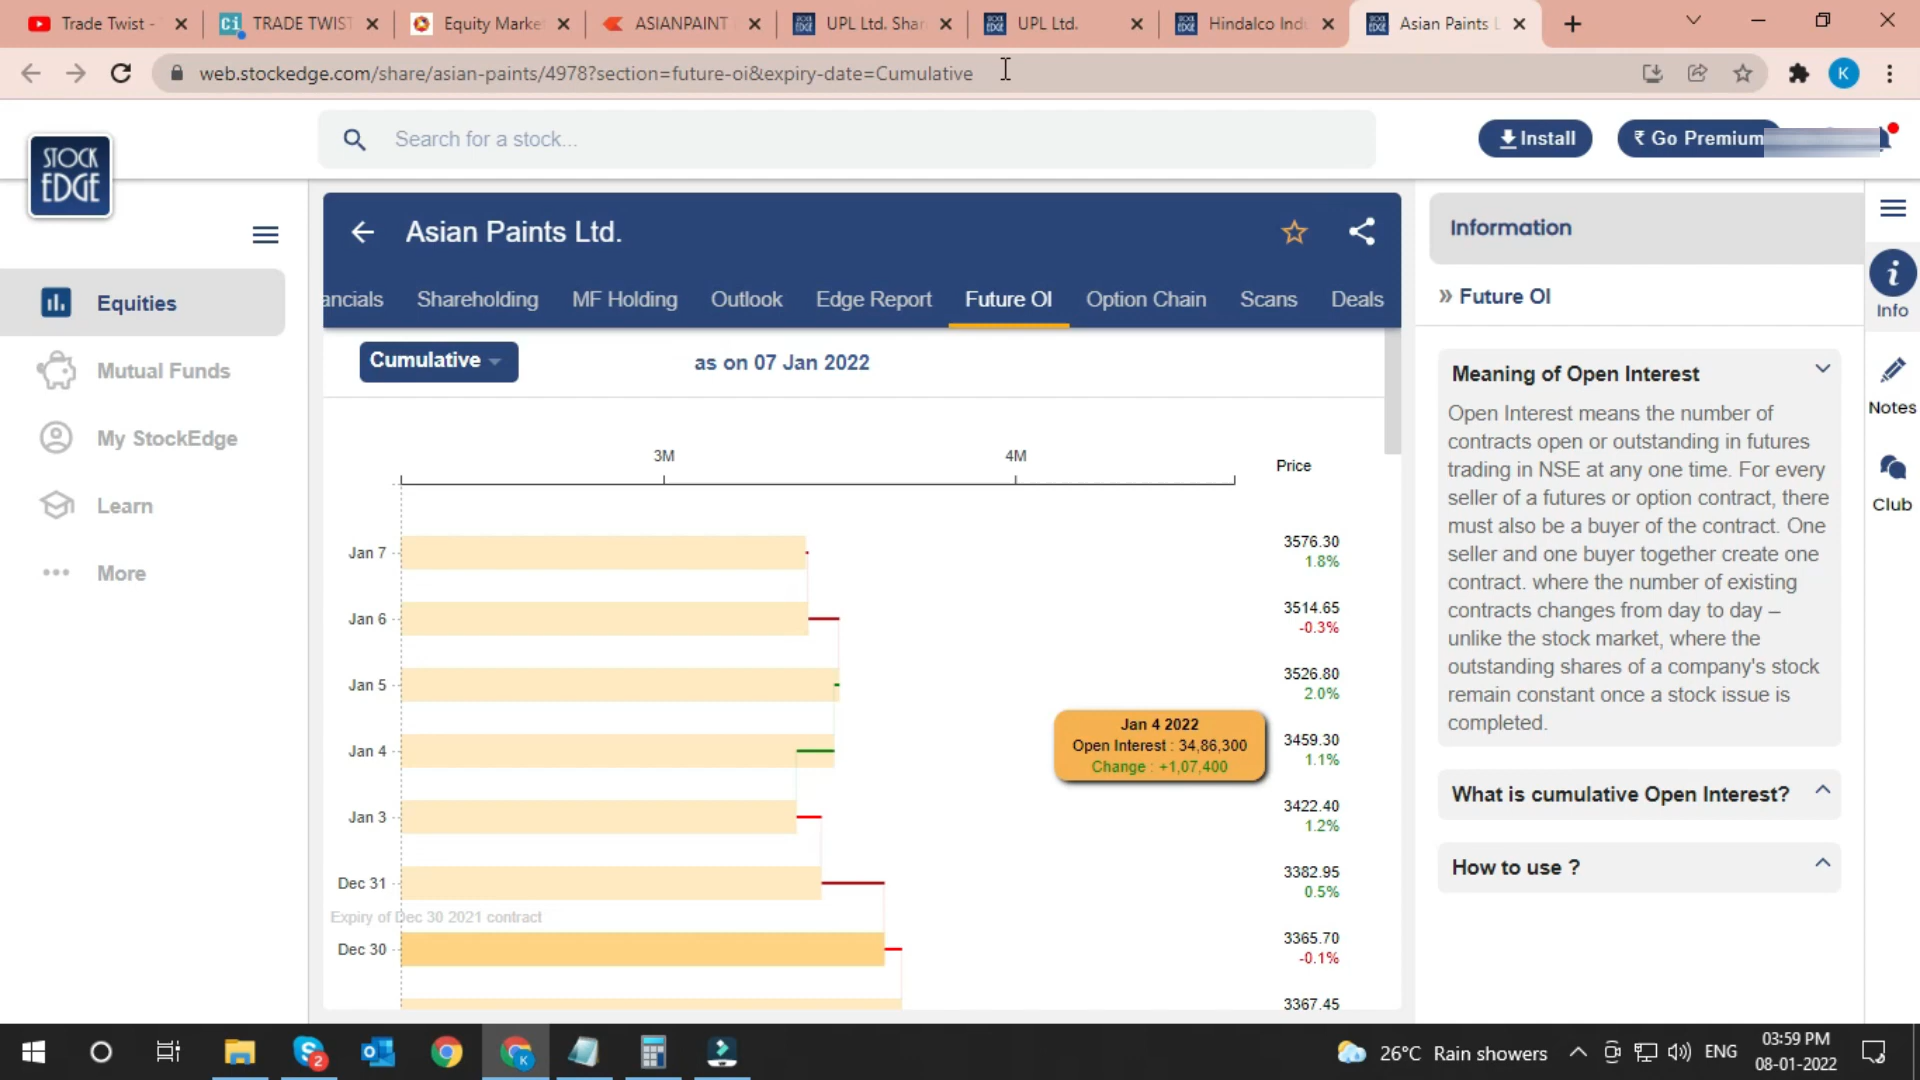 Trade Twist -
TRADE TWIST
Equity Marke
ASIANPAINT
UPL Ltd. Shar
UPL Ltd.
Hindalco Indu
Asian Paints L
web.stockedge.com/share/asian-paints/4978?section=future-oi&expiry-date=Cumulative
K
STOCK
EDGE
Search for a stock...
Install
₹ Go Premium
Equities
Mutual Funds
My StockEdge
Learn
More
Asian Paints Ltd.
ancials Shareholding MF Holding Outlook Edge Report Future OI Option Chain Scans Deals
Cumulative
as on 07 Jan 2022
3M 4M Price
Jan 7 3576.30
1.8%
Jan 6 3514.65
-0.3%
Jan 5 3526.80
2.0%
Jan 4 3459.30
1.1%
Jan 4 2022
Open Interest : 34,86,300
Change : +1,07,400
Jan 3 3422.40
1.2%
Dec 31 3382.95
0.5%
Expiry of Dec 30 2021 contract
Dec 30 3365.70
-0.1%
3367.45
Information
» Future OI
Meaning of Open Interest
Open Interest means the number of
contracts open or outstanding in futures
trading in NSE at any one time. For every
seller of a futures or option contract, there
must also be a buyer of the contract. One
seller and one buyer together create one
contract. where the number of existing
contracts changes from day to day –
unlike the stock market, where the
outstanding shares of a company's stock
remain constant once a stock issue is
completed.
What is cumulative Open Interest?
How to use ?
Info
Notes
Club
26°C Rain showers
ENG
03:59 PM
08-01-2022